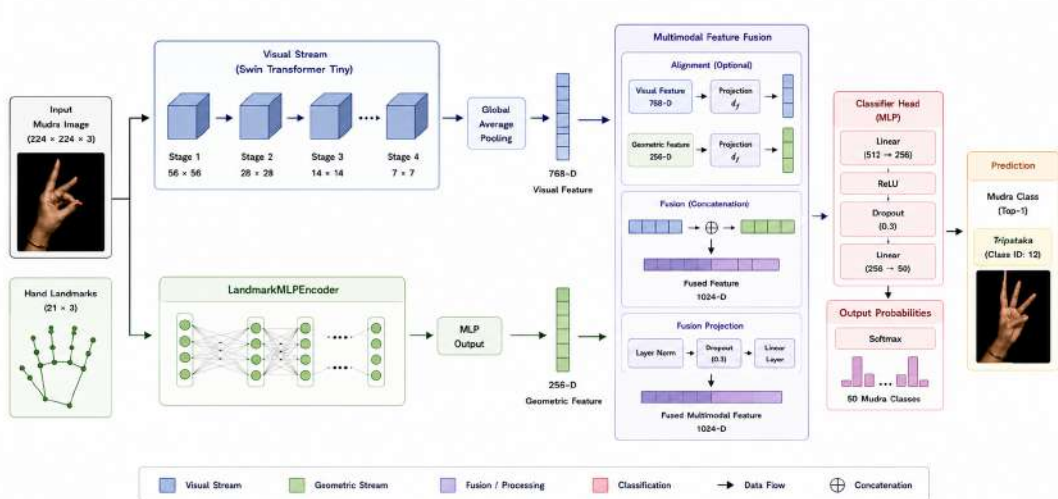 Input
Mudra Image
(224 × 224 × 3)
Hand Landmarks
(21 × 3)
Visual Stream
(Swin Transformer Tiny)
Stage 1
56 × 56
Stage 2
28 × 28
Stage 3
14 × 14
Stage 4
7 × 7
Global
Average
Pooling
768-D
Visual Feature
LandmarkMLPEncoder
MLP
Output
256-D
Geometric Feature
Multimodal Feature Fusion
Alignment (Optional)
Visual Feature
768-D
Projection
d_f
Geometric Feature
256-D
Projection
d_f
Fusion (Concatenation)
Fused Feature
1024-D
Fusion Projection
Layer Norm
Dropout
(0.3)
Linear
Layer
Fused Multimodal Feature
1024-D
Classifier Head
(MLP)
Linear
(512 → 256)
ReLU
Dropout
(0.3)
Linear
(256 → 50)
Output Probabilities
Softmax
50 Mudra Classes
Prediction
Mudra Class
(Top-1)
Tripataka
(Class ID: 12)
Visual Stream
Geometric Stream
Fusion / Processing
Classification
Data Flow
Concatenation